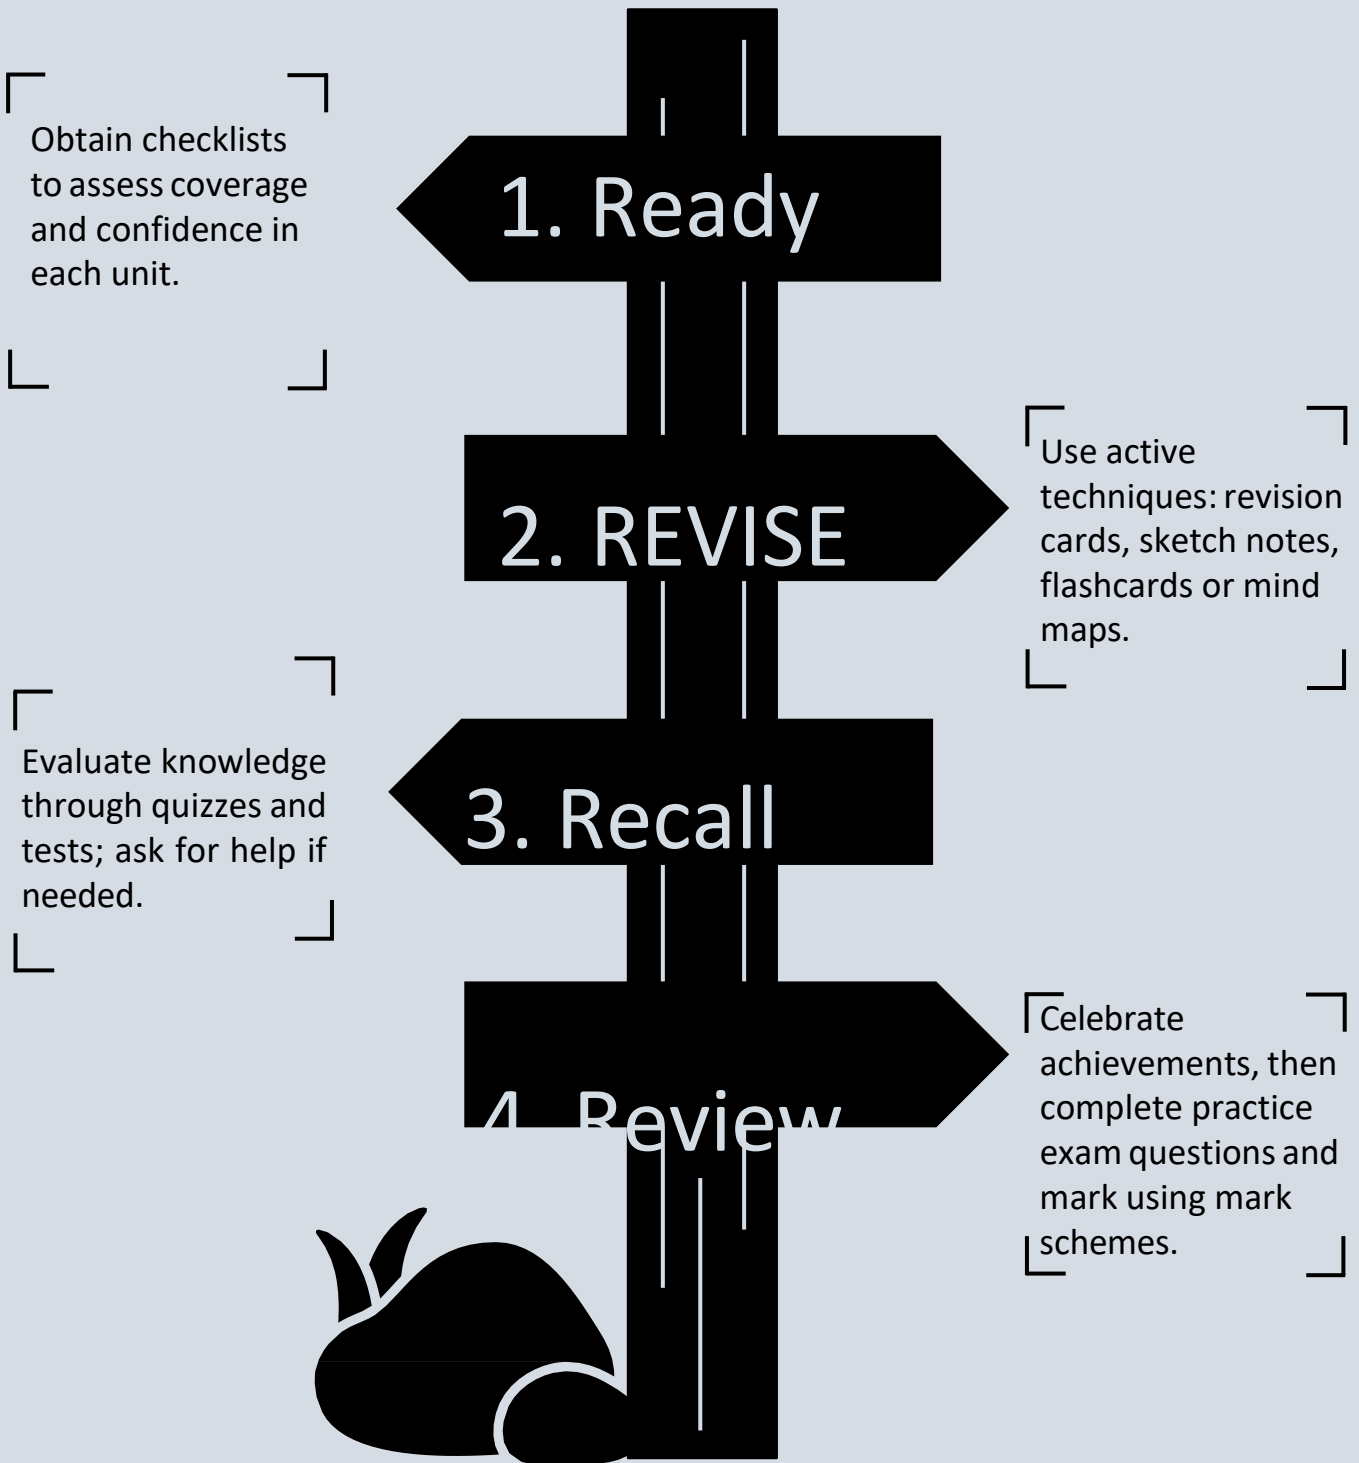 Obtain checklists
to assess coverage
and confidence in
each unit.
1. Ready
Use active
techniques: revision
cards, sketch notes,
flashcards or mind
maps.
2. REVISE
Evaluate knowledge
through quizzes and
tests; ask for help if
needed.
3. Recall
Celebrate
achievements, then
complete practice
exam questions and
mark using mark
schemes.
4. Review